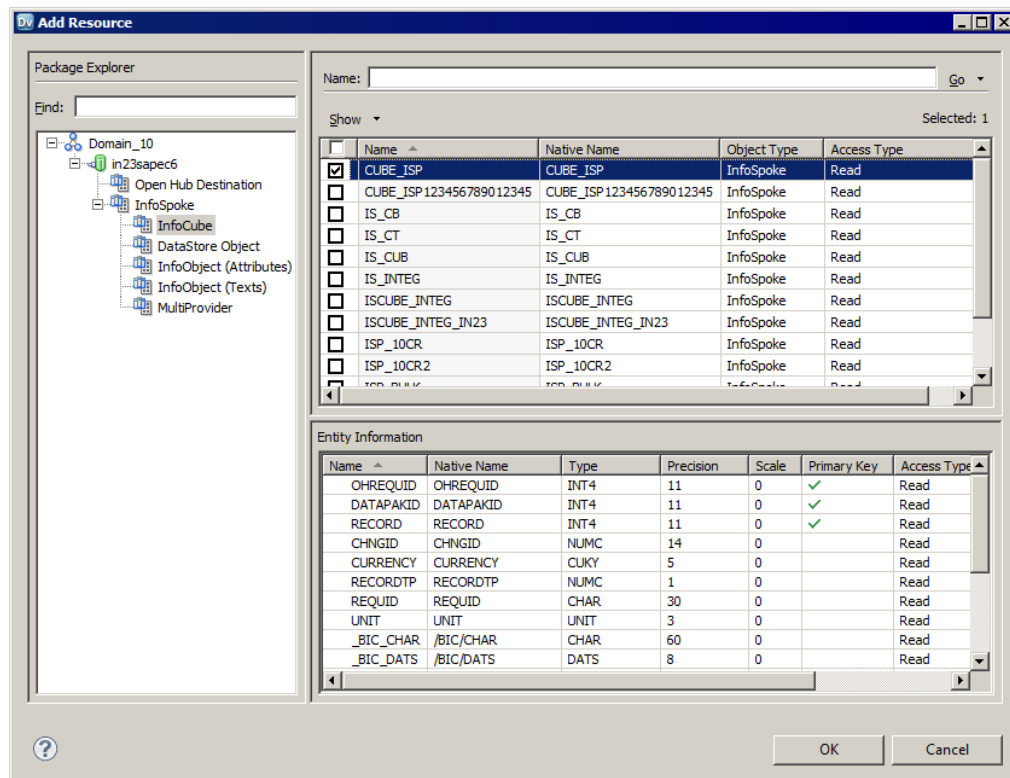 Dv Add Resource
Package Explorer
Find:
Domain_10
in23sapec6
Open Hub Destination
InfoSpoke
InfoCube
DataStore Object
InfoObject (Attributes)
InfoObject (Texts)
MultiProvider
Name:
Go
Show
Selected: 1
Name Native Name Object Type Access Type
CUBE_ISP CUBE_ISP InfoSpoke Read
CUBE_ISP123456789012345 CUBE_ISP123456789012345 InfoSpoke Read
IS_CB IS_CB InfoSpoke Read
IS_CT IS_CT InfoSpoke Read
IS_CUB IS_CUB InfoSpoke Read
IS_INTEG IS_INTEG InfoSpoke Read
ISCUBE_INTEG ISCUBE_INTEG InfoSpoke Read
ISCUBE_INTEG_IN23 ISCUBE_INTEG_IN23 InfoSpoke Read
ISP_10CR ISP_10CR InfoSpoke Read
ISP_10CR2 ISP_10CR2 InfoSpoke Read
Entity Information
Name Native Name Type Precision Scale Primary Key Access Type
OHREQUID OHREQUID INT4 11 0 Read
DATAPAKID DATAPAKID INT4 11 0 Read
RECORD RECORD INT4 11 0 Read
CHNGID CHNGID NUMC 14 0 Read
CURRENCY CURRENCY CUKY 5 0 Read
RECORDTP RECORDTP NUMC 1 0 Read
REQUID REQUID CHAR 30 0 Read
UNIT UNIT UNIT 3 0 Read
_BIC_CHAR /BIC/CHAR CHAR 60 0 Read
_BIC_DATS /BIC/DATS DATS 8 0 Read
?
OK
Cancel